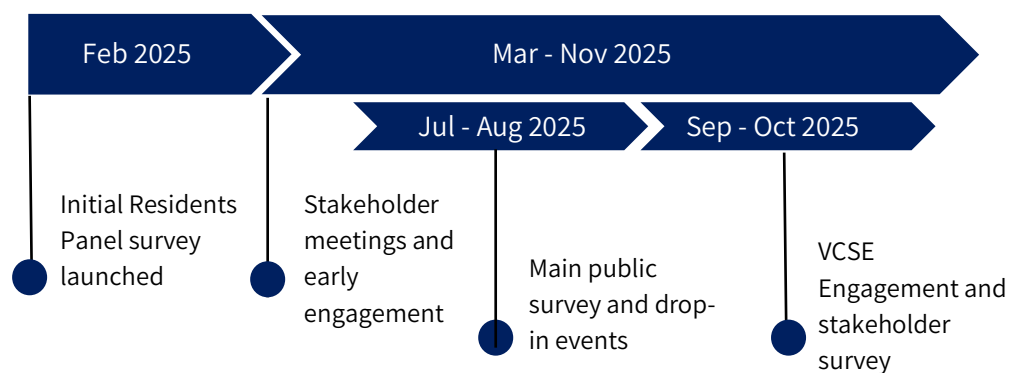 Feb 2025
Mar - Nov 2025
Jul - Aug 2025
Sep - Oct 2025
Initial Residents
Panel survey
launched
Stakeholder
meetings and
early
engagement
Main public
survey and drop-
in events
VCSE
Engagement and
stakeholder
survey